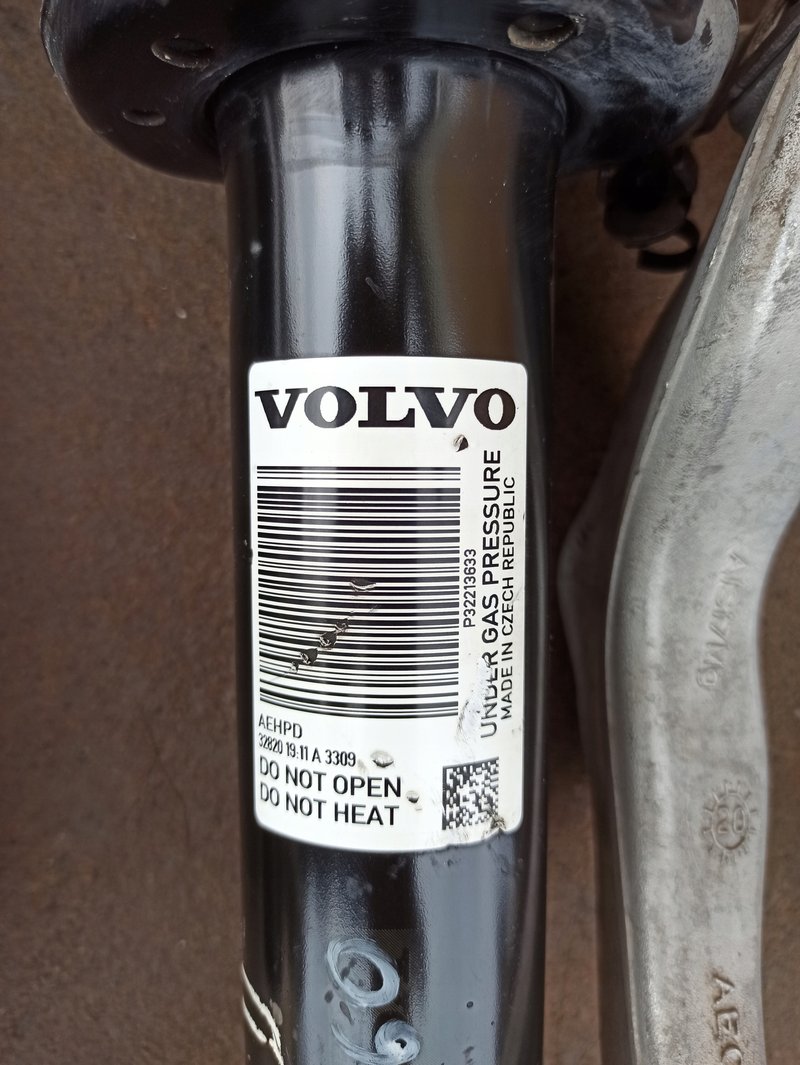 VOLVO
P32213633
UNDER GAS PRESSURE
MADE IN CZECH REPUBLIC
AEHPD
32820 19:11 A 3309
DO NOT OPEN
DO NOT HEAT